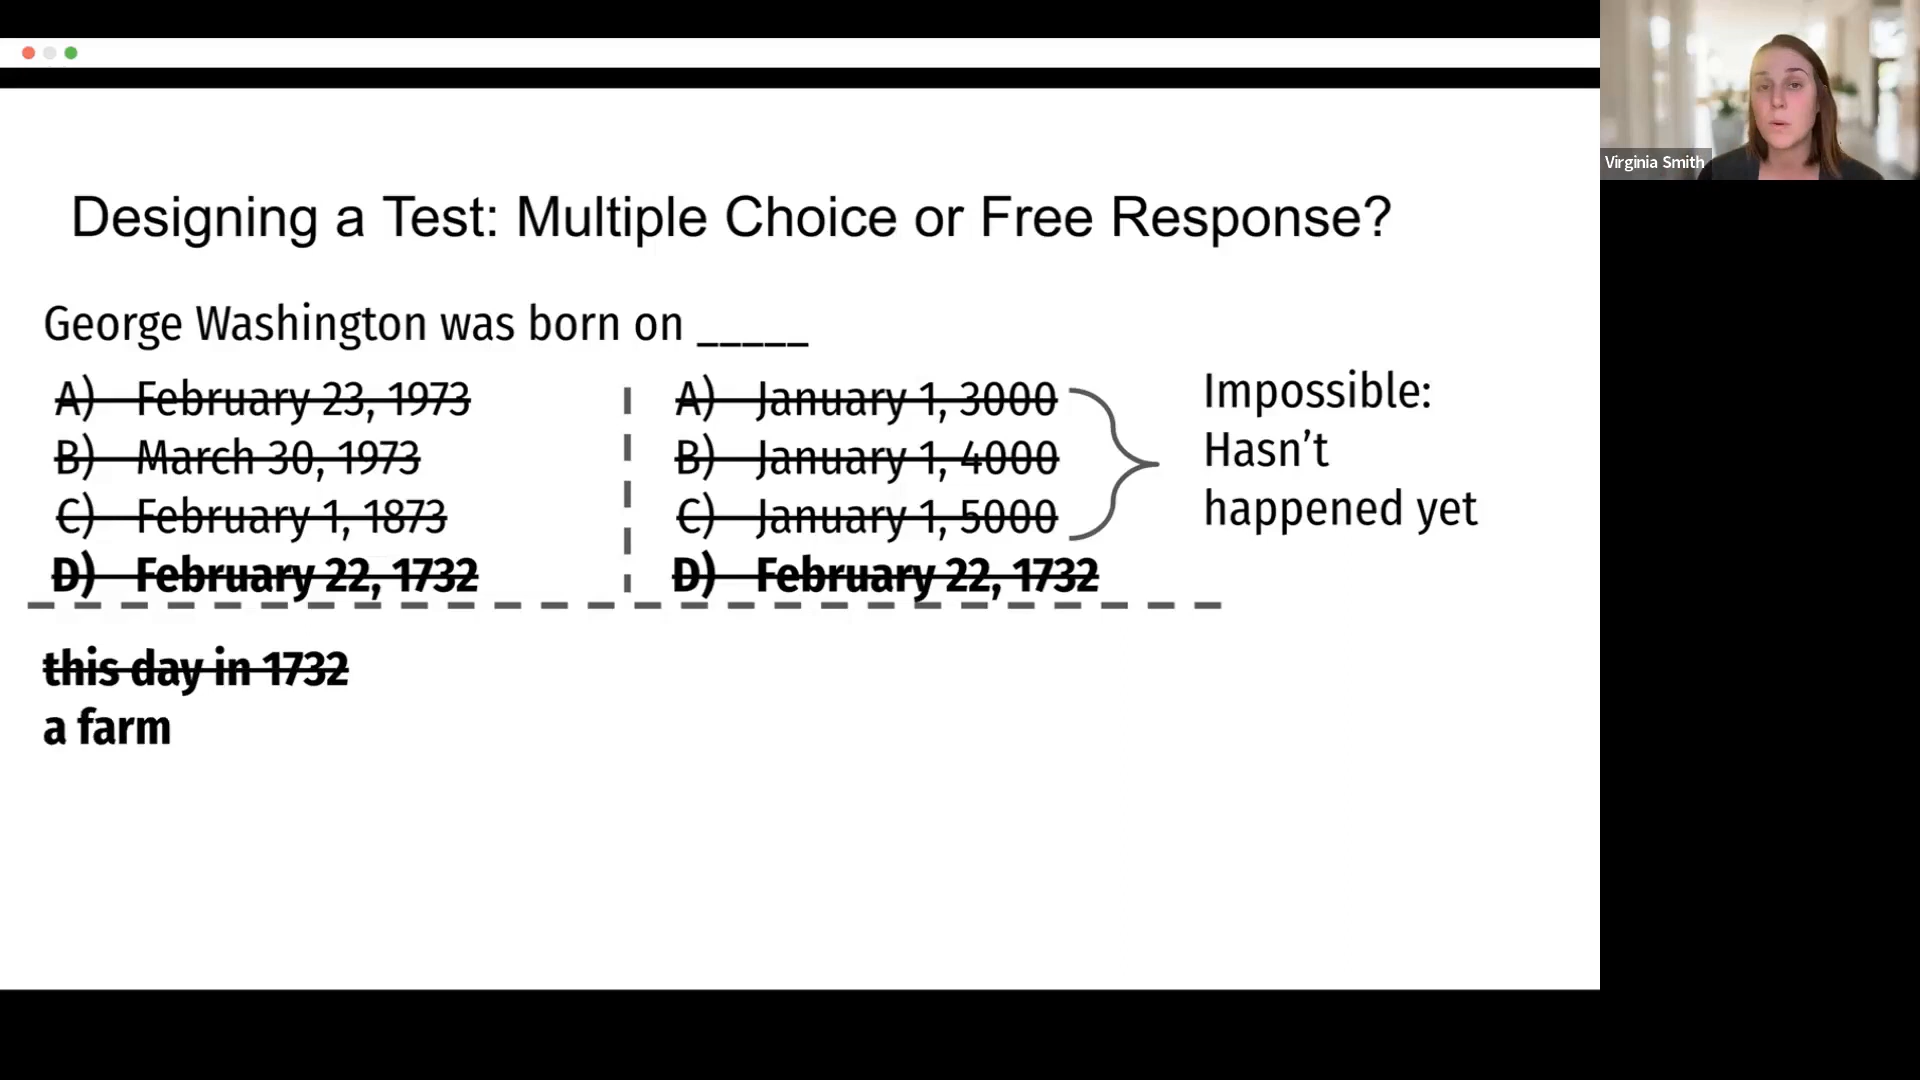 Virginia Smith
Designing a Test: Multiple Choice or Free Response?
George Washington was born on _____
A) February 23, 1973
B) March 30, 1973
C) February 1, 1873
D) February 22, 1732
A) January 1, 3000
B) January 1, 4000
C) January 1, 5000
D) February 22, 1732
Impossible:
Hasn’t
happened yet
this day in 1732
a farm